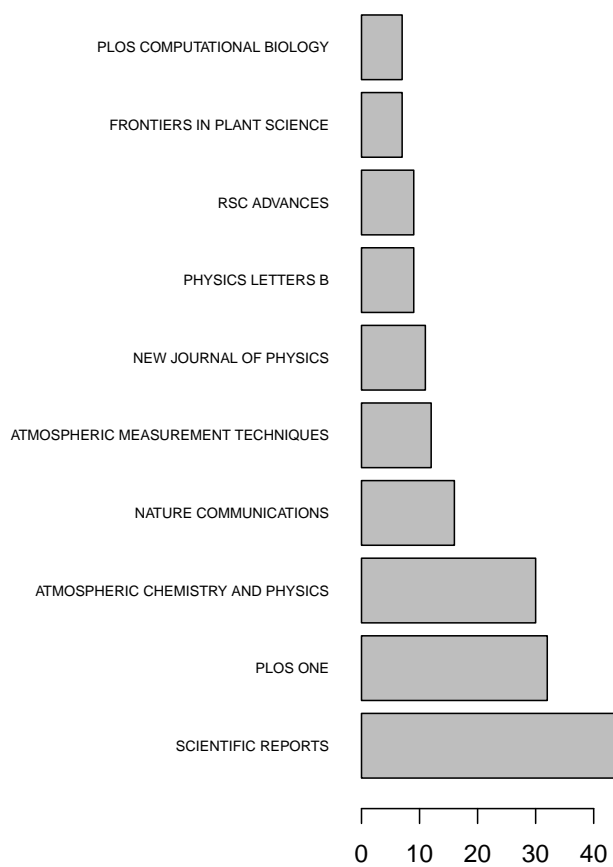 PLOS COMPUTATIONAL BIOLOGY
FRONTIERS IN PLANT SCIENCE
RSC ADVANCES
PHYSICS LETTERS B
NEW JOURNAL OF PHYSICS
ATMOSPHERIC MEASUREMENT TECHNIQUES
NATURE COMMUNICATIONS
ATMOSPHERIC CHEMISTRY AND PHYSICS
PLOS ONE
SCIENTIFIC REPORTS
0 10 20 30 40